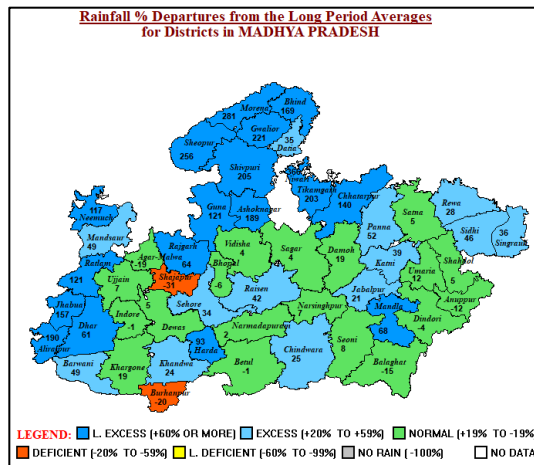 Rainfall % Departures from the Long Period Averages
for Districts in MADHYA PRADESH
Bhind
169
Morena
281
Gwalior
221
35
Datia
Sheopur
256
Shivpuri
205
Tikamgarh
203
Chhatarpur
140
Guna
121
Ashoknagar
189
117
Neemuch
Mandsaur
49
Ratlam
121
Agar-Malwa
-19
Rajgarh
64
Vidisha
4
Sagar
4
Damoh
19
Panna
52
Satna
5
Rewa
28
Sidhi
46
36
Singrauli
39
Katni
Umaria
12
Shahdol
5
Anuppur
-12
Dindori
-4
Jabalpur
21
Mandla
68
Shajapur
-31
Bhopal
-6
Raisen
42
Sehore
34
Ujjain
7
Jhabua
157
190
Alirajpur
Dhar
61
Indore
-1
5
Dewas
Narmadapuram
2
Narsinghpur
7
Seoni
8
Balaghat
-15
Chindwara
25
Betul
-1
93
Harda
Khandwa
24
Khargone
19
Barwani
49
Burhanpur
-20
LEGEND: L. EXCESS (+60% OR MORE) EXCESS (+20% TO +59%) NORMAL (+19% TO -19%)
DEFICIENT (-20% TO -59%) L. DEFICIENT (-60% TO -99%) NO RAIN (-100%) NO DATA